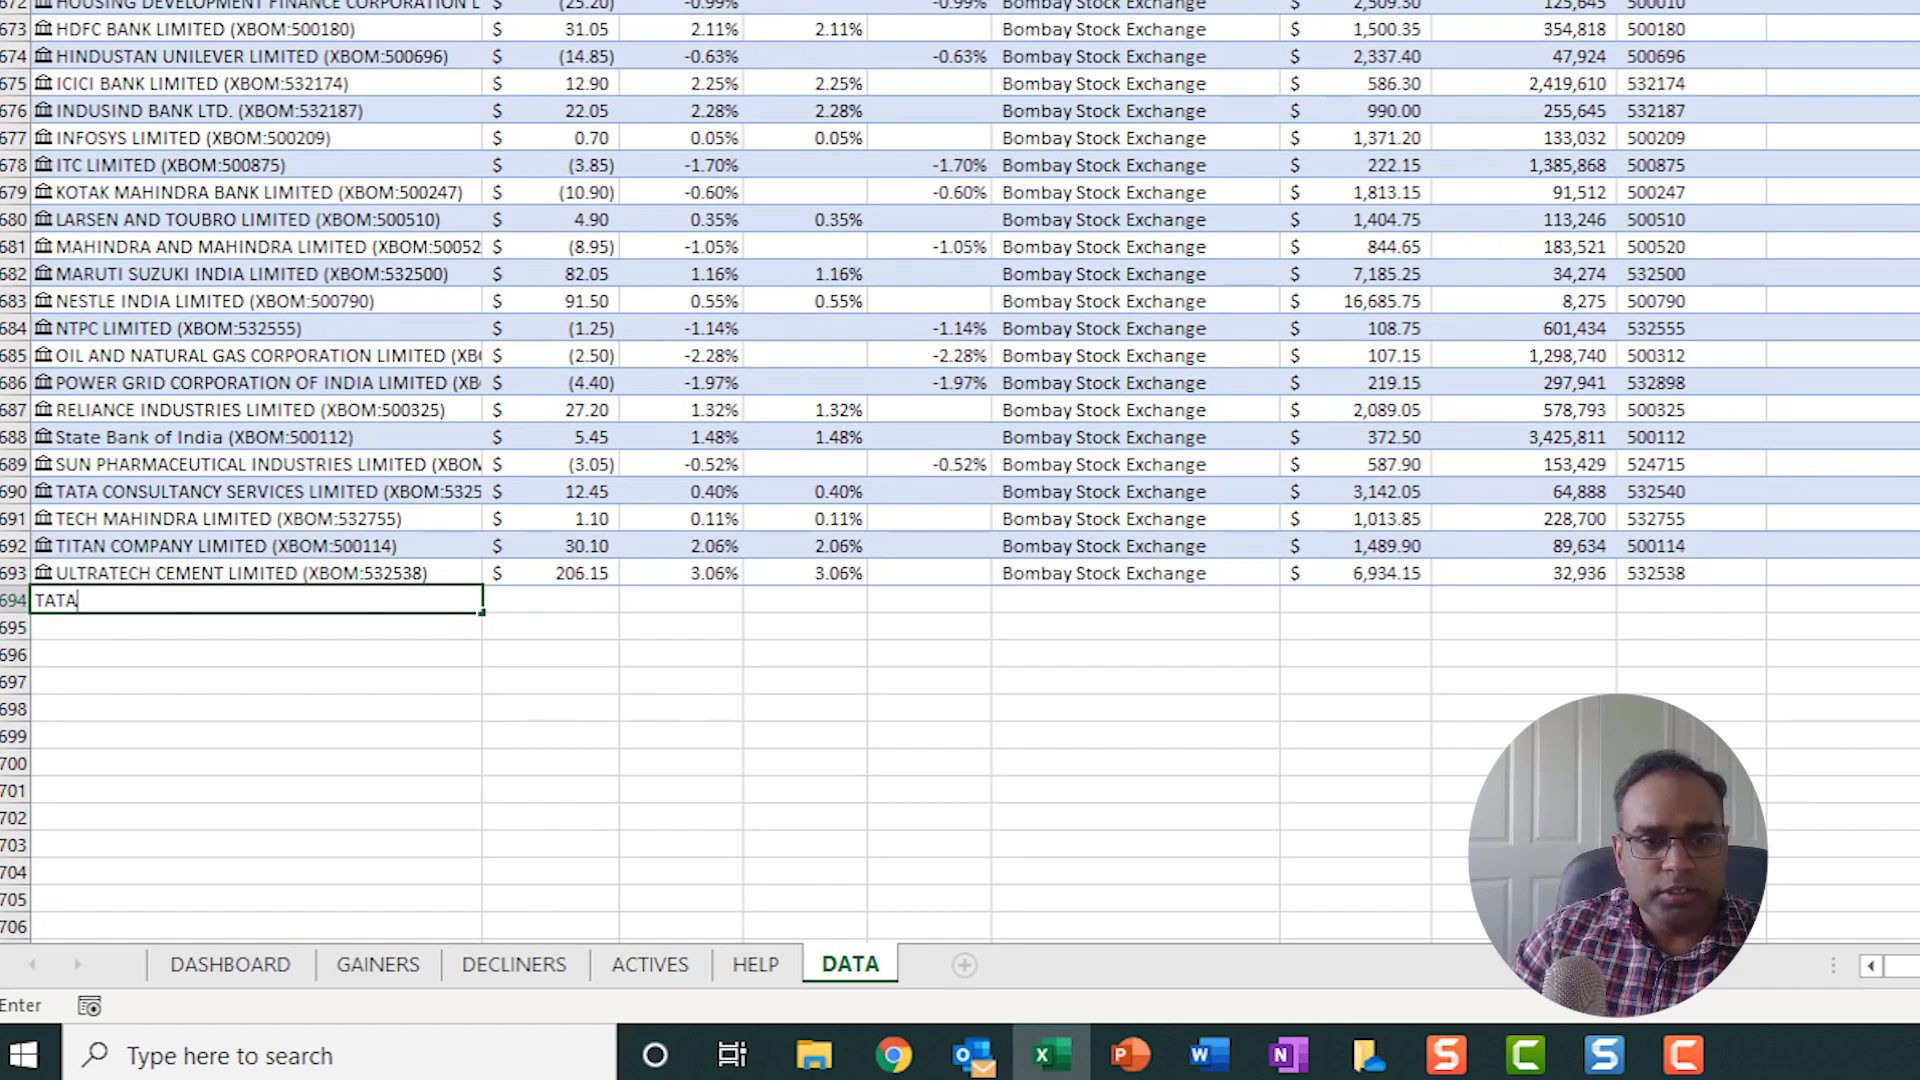 672 HOUSING DEVELOPMENT FINANCE CORPORATION L $ (25.20) -0.99% -0.99% Bombay Stock Exchange $ 2,509.30 125,645 500010
673 HDFC BANK LIMITED (XBOM:500180) $ 31.05 2.11% 2.11% Bombay Stock Exchange $ 1,500.35 354,818 500180
674 HINDUSTAN UNILEVER LIMITED (XBOM:500696) $ (14.85) -0.63% -0.63% Bombay Stock Exchange $ 2,337.40 47,924 500696
675 ICICI BANK LIMITED (XBOM:532174) $ 12.90 2.25% 2.25% Bombay Stock Exchange $ 586.30 2,419,610 532174
676 INDUSIND BANK LTD. (XBOM:532187) $ 22.05 2.28% 2.28% Bombay Stock Exchange $ 990.00 255,645 532187
677 INFOSYS LIMITED (XBOM:500209) $ 0.70 0.05% 0.05% Bombay Stock Exchange $ 1,371.20 133,032 500209
678 ITC LIMITED (XBOM:500875) $ (3.85) -1.70% -1.70% Bombay Stock Exchange $ 222.15 1,385,868 500875
679 KOTAK MAHINDRA BANK LIMITED (XBOM:500247) $ (10.90) -0.60% -0.60% Bombay Stock Exchange $ 1,813.15 91,512 500247
680 LARSEN AND TOUBRO LIMITED (XBOM:500510) $ 4.90 0.35% 0.35% Bombay Stock Exchange $ 1,404.75 113,246 500510
681 MAHINDRA AND MAHINDRA LIMITED (XBOM:50052 $ (8.95) -1.05% -1.05% Bombay Stock Exchange $ 844.65 183,521 500520
682 MARUTI SUZUKI INDIA LIMITED (XBOM:532500) $ 82.05 1.16% 1.16% Bombay Stock Exchange $ 7,185.25 34,274 532500
683 NESTLE INDIA LIMITED (XBOM:500790) $ 91.50 0.55% 0.55% Bombay Stock Exchange $ 16,685.75 8,275 500790
684 NTPC LIMITED (XBOM:532555) $ (1.25) -1.14% -1.14% Bombay Stock Exchange $ 108.75 601,434 532555
685 OIL AND NATURAL GAS CORPORATION LIMITED (XBO $ (2.50) -2.28% -2.28% Bombay Stock Exchange $ 107.15 1,298,740 500312
686 POWER GRID CORPORATION OF INDIA LIMITED (XB $ (4.40) -1.97% -1.97% Bombay Stock Exchange $ 219.15 297,941 532898
687 RELIANCE INDUSTRIES LIMITED (XBOM:500325) $ 27.20 1.32% 1.32% Bombay Stock Exchange $ 2,089.05 578,793 500325
688 State Bank of India (XBOM:500112) $ 5.45 1.48% 1.48% Bombay Stock Exchange $ 372.50 3,425,811 500112
689 SUN PHARMACEUTICAL INDUSTRIES LIMITED (XBOM $ (3.05) -0.52% -0.52% Bombay Stock Exchange $ 587.90 153,429 524715
690 TATA CONSULTANCY SERVICES LIMITED (XBOM:5325 $ 12.45 0.40% 0.40% Bombay Stock Exchange $ 3,142.05 64,888 532540
691 TECH MAHINDRA LIMITED (XBOM:532755) $ 1.10 0.11% 0.11% Bombay Stock Exchange $ 1,013.85 228,700 532755
692 TITAN COMPANY LIMITED (XBOM:500114) $ 30.10 2.06% 2.06% Bombay Stock Exchange $ 1,489.90 89,634 500114
693 ULTRATECH CEMENT LIMITED (XBOM:532538) $ 206.15 3.06% 3.06% Bombay Stock Exchange $ 6,934.15 32,936 532538
694 TATA
695
696
697
698
699
700
701
702
703
704
705
706
DASHBOARD GAINERS DECLINERS ACTIVES HELP DATA
Enter
Type here to search